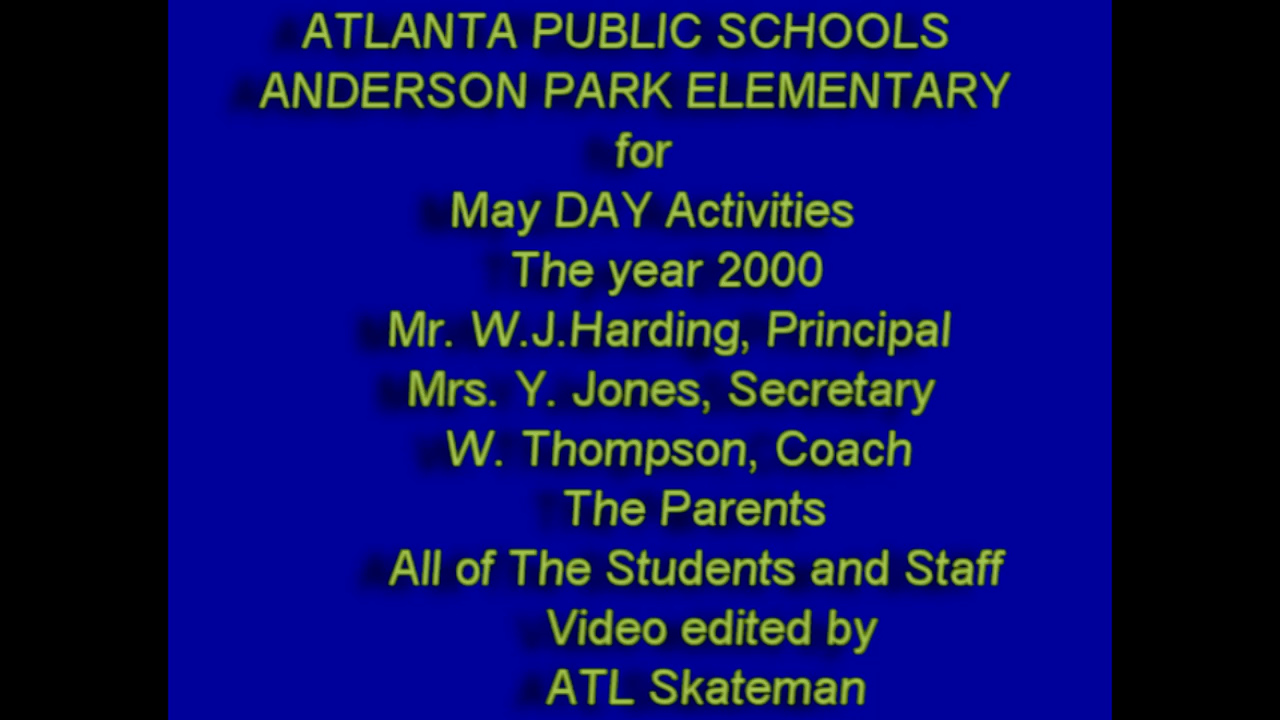 ATLANTA PUBLIC SCHOOLS
ANDERSON PARK ELEMENTARY
for
May DAY Activities
The year 2000
Mr. W.J.Harding, Principal
Mrs. Y. Jones, Secretary
W. Thompson, Coach
The Parents
All of The Students and Staff
Video edited by
ATL Skateman